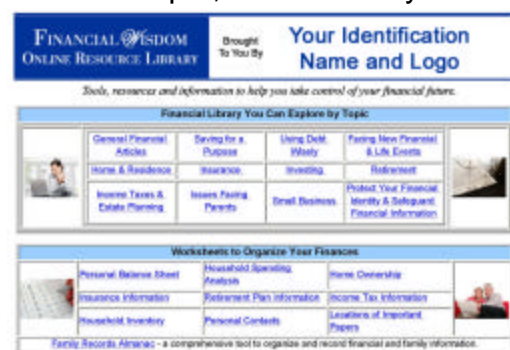 FINANCIAL WISDOM
ONLINE RESOURCE LIBRARY
Brought
To You By
Your Identification
Name and Logo
Tools, resources and information to help you take control of your financial future.
Financial Library You Can Explore by Topic
General Financial
Articles
Saving for a
Purpose
Using Debt
Wisely
Facing New Financial
& Life Events
Home & Residence
Insurance
Investing
Retirement
Income Taxes &
Estate Planning
Issues Facing
Parents
Small Business
Protect Your Financial
Identity & Safeguard
Financial Information
Worksheets to Organize Your Finances
Personal Balance Sheet
Household Spending
Analysis
Home Ownership
Insurance Information
Retirement Plan Information
Income Tax Information
Household Inventory
Personal Contacts
Locations of Important
Papers
Family Records Almanac - a comprehensive tool to organize and record financial and family information.